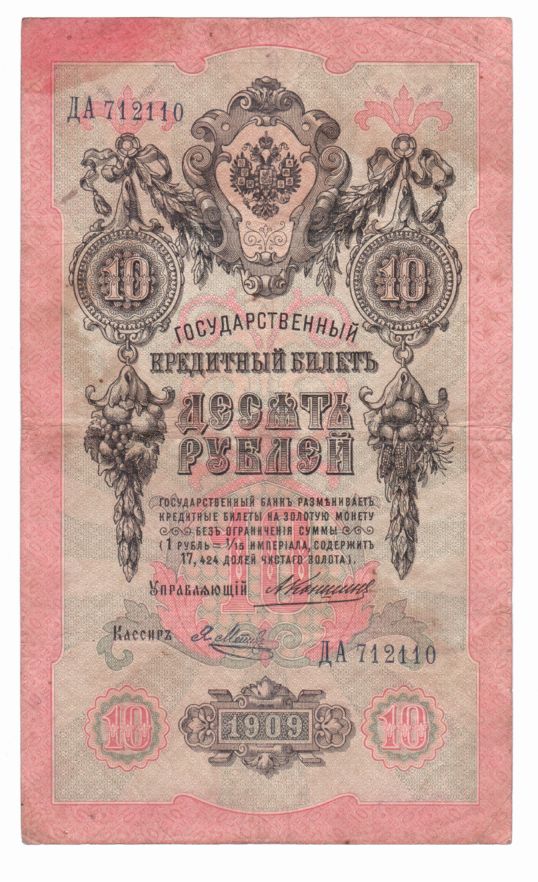 ДА 712110
10 10
ГОСУДАРСТВЕННЫЙ
КРЕДИТНЫЙ БИЛЕТЪ
ДЕСЯТЬ
РУБЛЕЙ
ГОСУДАРСТВЕННЫЙ БАНКЪ РАЗМѢНИВАЕТЪ
КРЕДИТНЫЕ БИЛЕТЫ НА ЗОЛОТУЮ МОНЕТУ
БЕЗЪ ОГРАНИЧЕНІЯ СУММЫ
(1 РУБЛЬ = 1/15 ИМПЕРІАЛА, СОДЕРЖИТЪ
17,424 ДОЛЕЙ ЧИСТАГО ЗОЛОТА).
10
УПРАВЛЯЮЩІЙ
КАССИРЪ
ДА 712110
10 1909 10